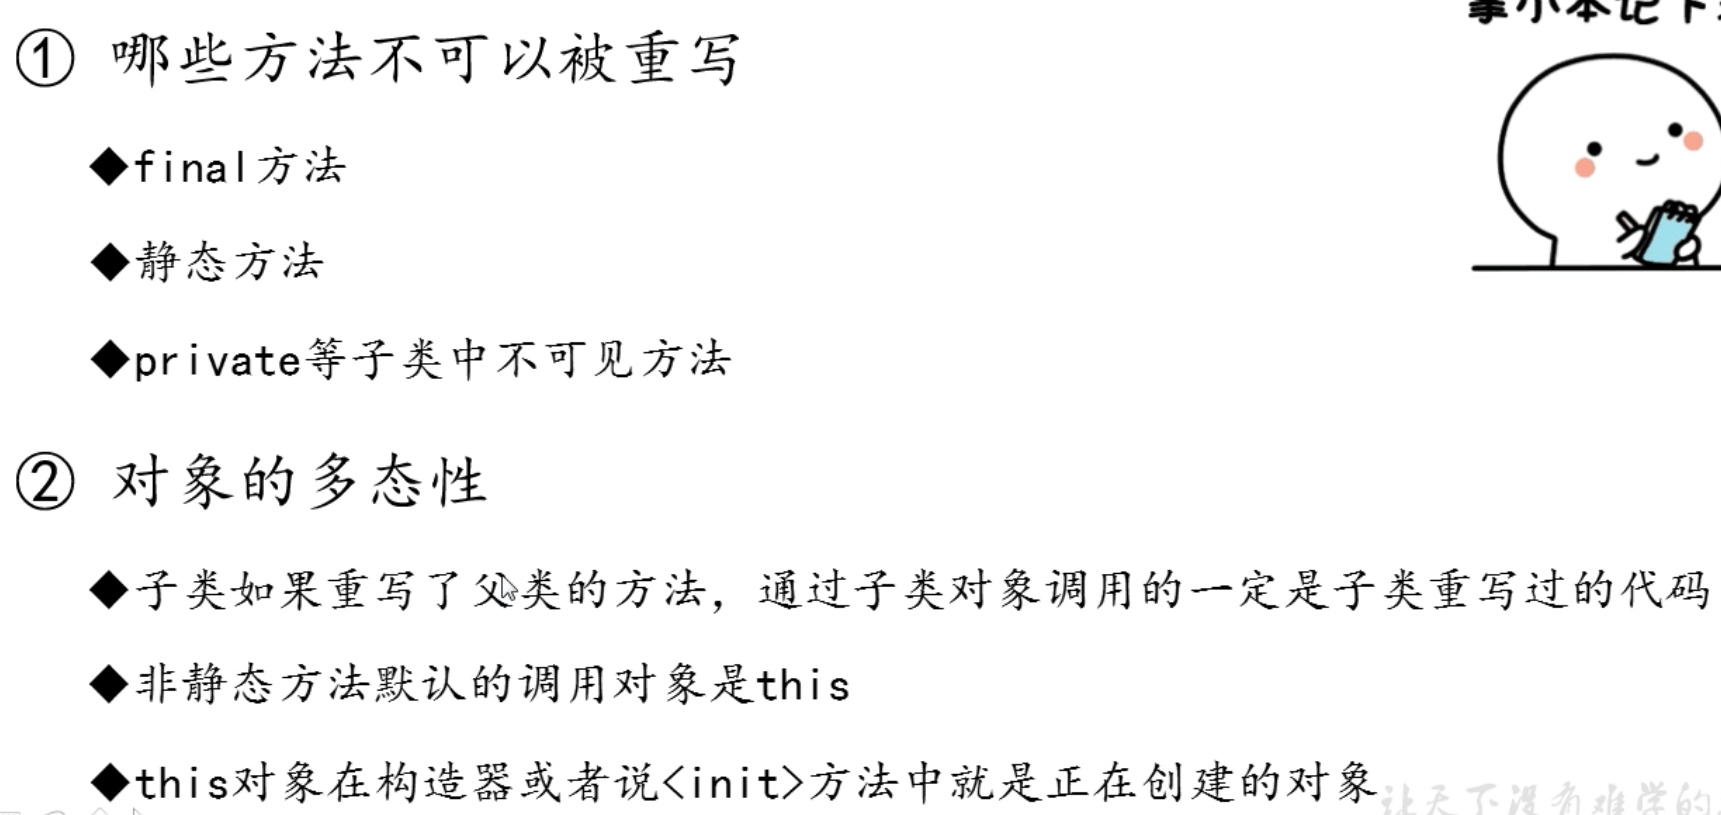 拿小本记下
① 哪些方法不可以被重写
◆final方法
◆静态方法
◆private等子类中不可见方法
② 对象的多态性
◆子类如果重写了父类的方法，通过子类对象调用的一定是子类重写过的代码
◆非静态方法默认的调用对象是this
◆this对象在构造器或者说<init>方法中就是正在创建的对象
让天下没有难学的